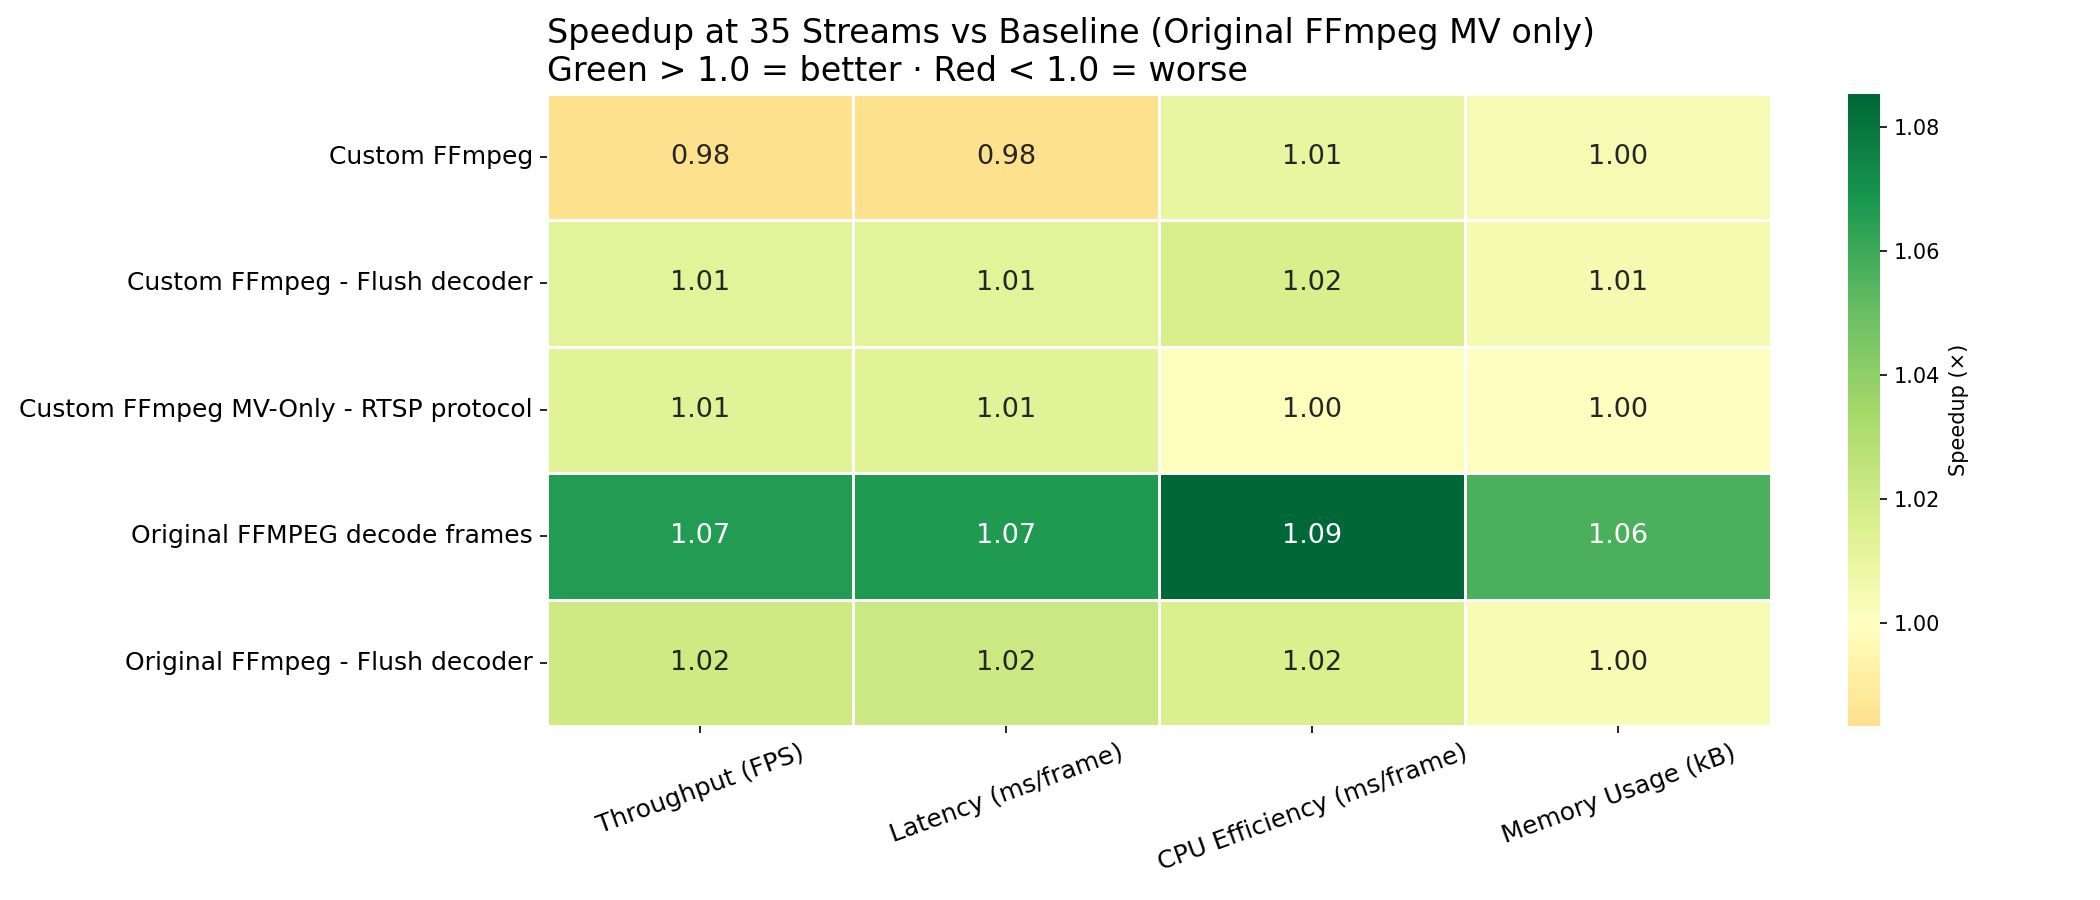 Speedup at 35 Streams vs Baseline (Original FFmpeg MV only)
Green > 1.0 = better · Red < 1.0 = worse
Custom FFmpeg
0.98
0.98
1.01
1.00
Custom FFmpeg - Flush decoder
1.01
1.01
1.02
1.01
Custom FFmpeg MV-Only - RTSP protocol
1.01
1.01
1.00
1.00
Original FFMPEG decode frames
1.07
1.07
1.09
1.06
Original FFmpeg - Flush decoder
1.02
1.02
1.02
1.00
Throughput (FPS)
Latency (ms/frame)
CPU Efficiency (ms/frame)
Memory Usage (kB)
1.08
1.06
1.04
1.02
1.00
Speedup (×)